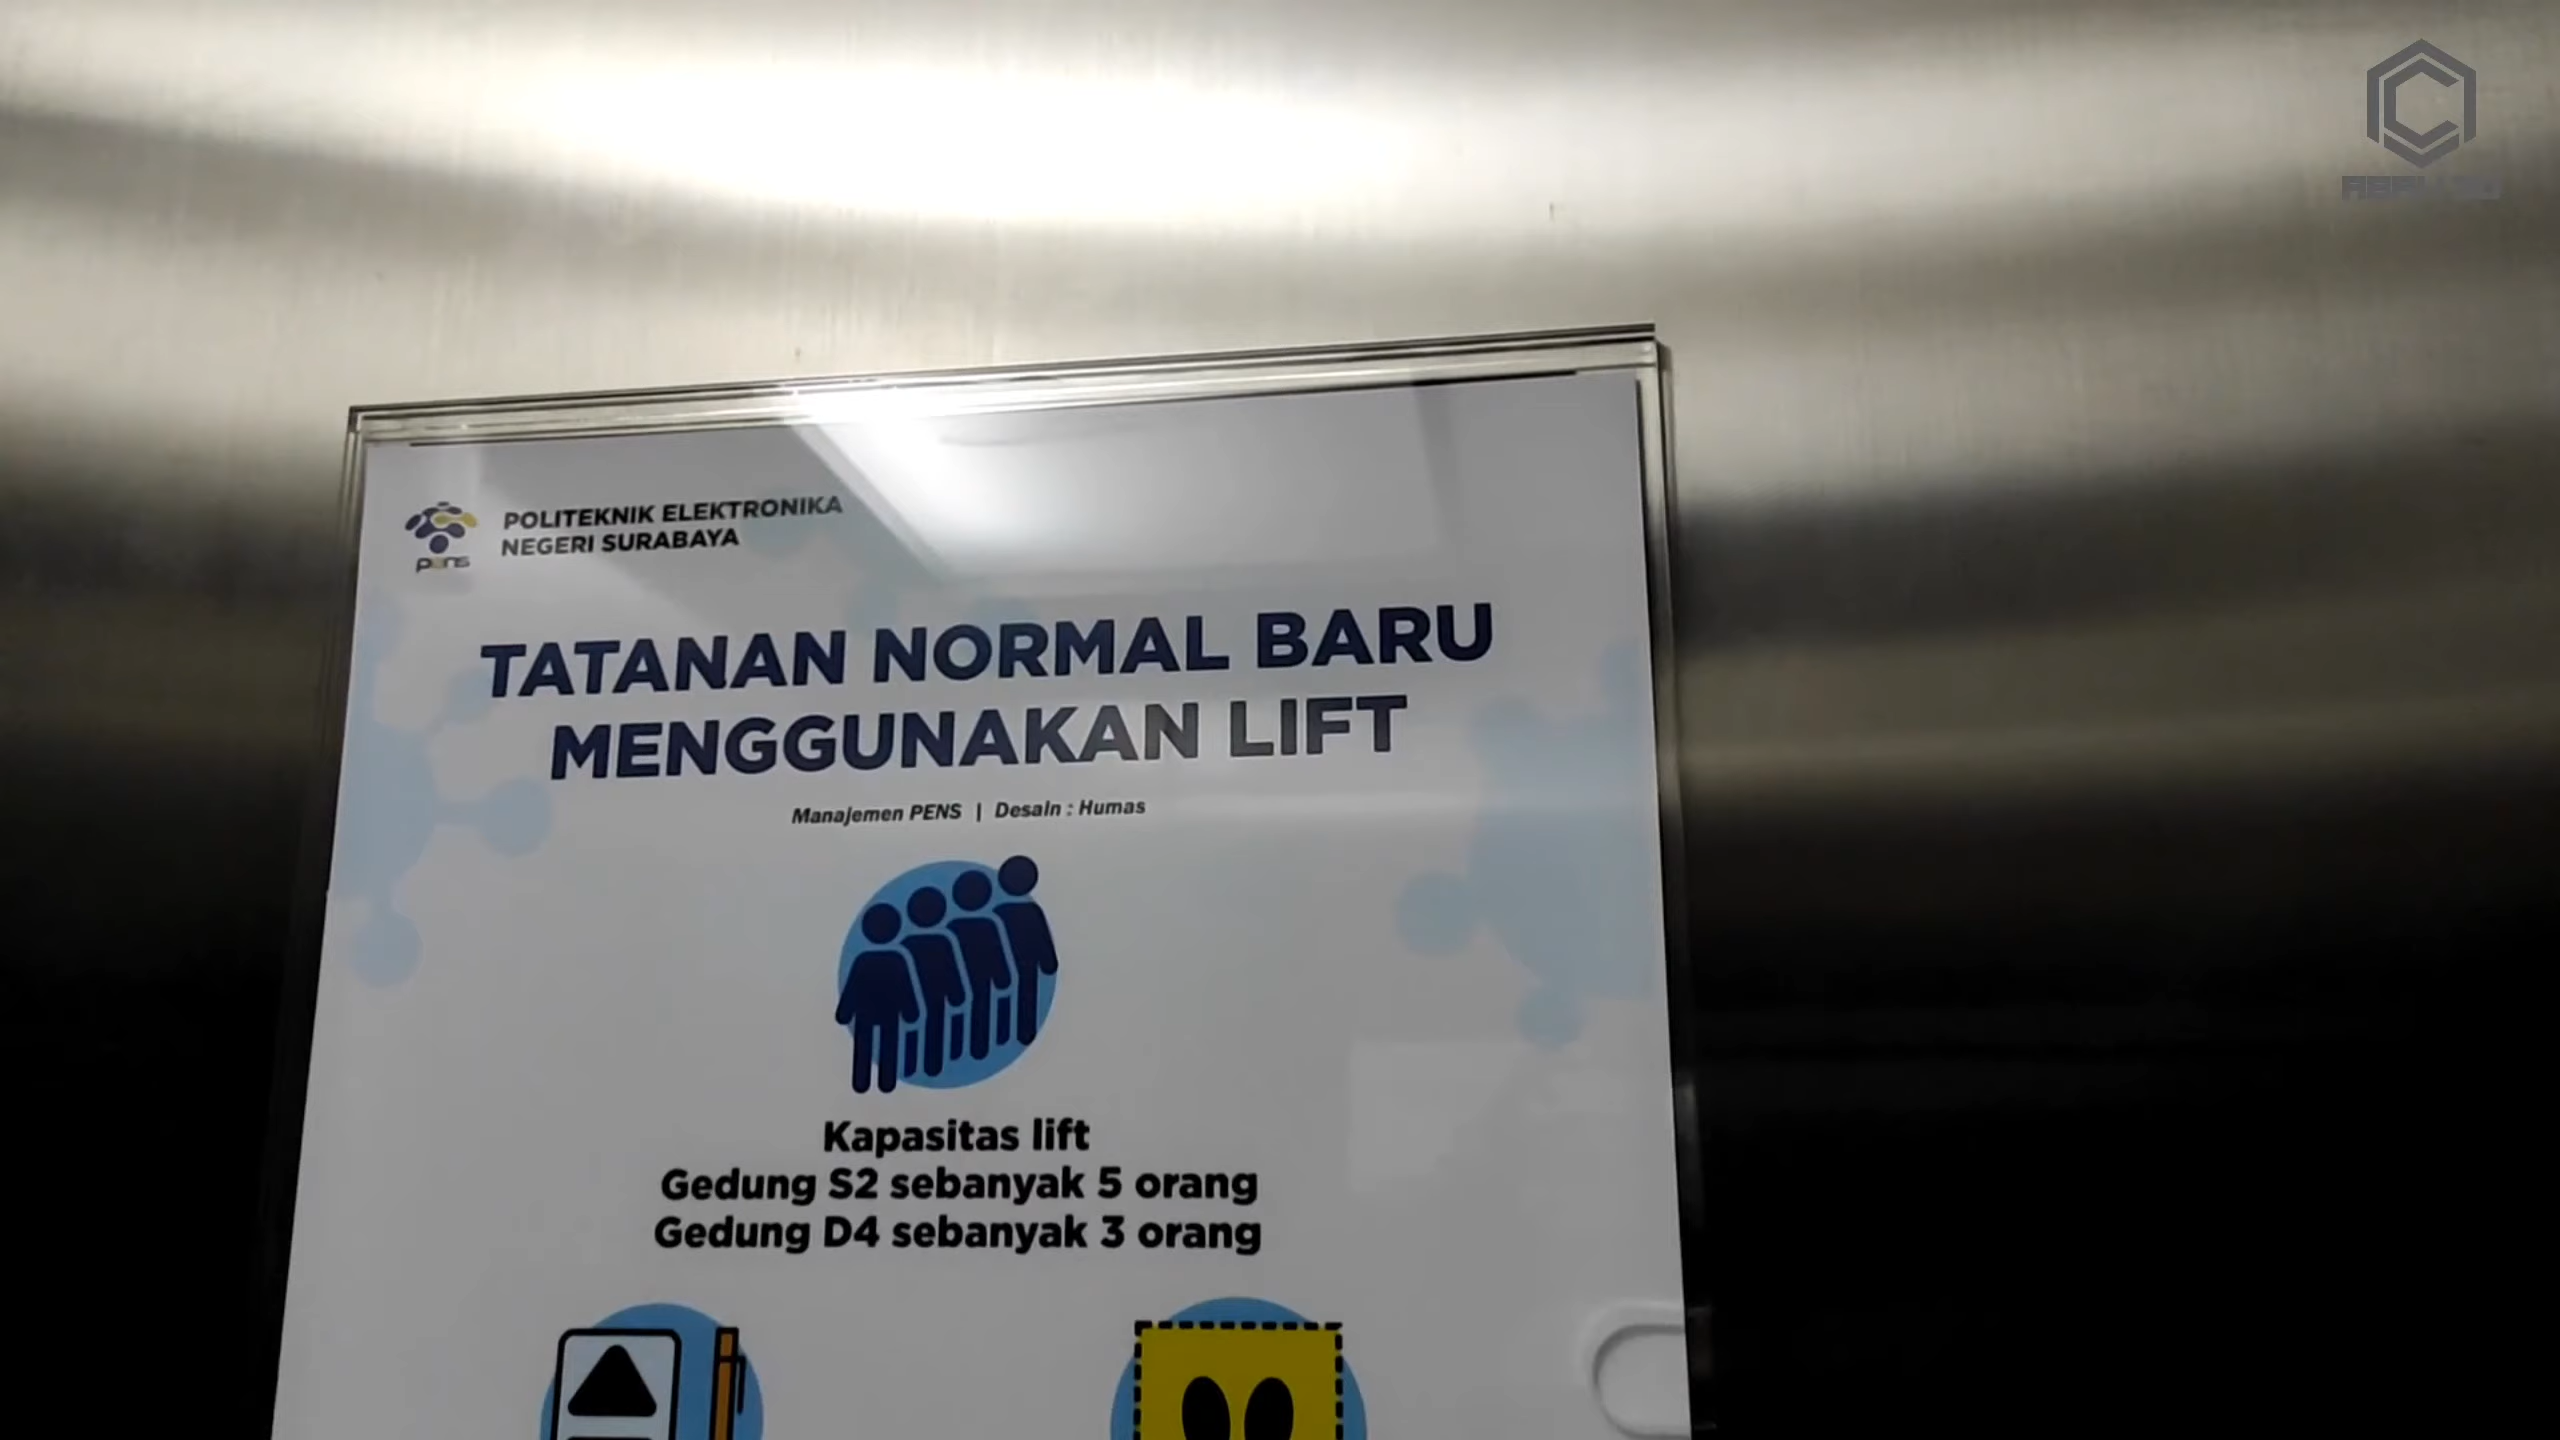 POLITEKNIK ELEKTRONIKA
NEGERI SURABAYA
pens
TATANAN NORMAL BARU
MENGGUNAKAN LIFT
Manajemen PENS | Desain : Humas
Kapasitas lift
Gedung S2 sebanyak 5 orang
Gedung D4 sebanyak 3 orang